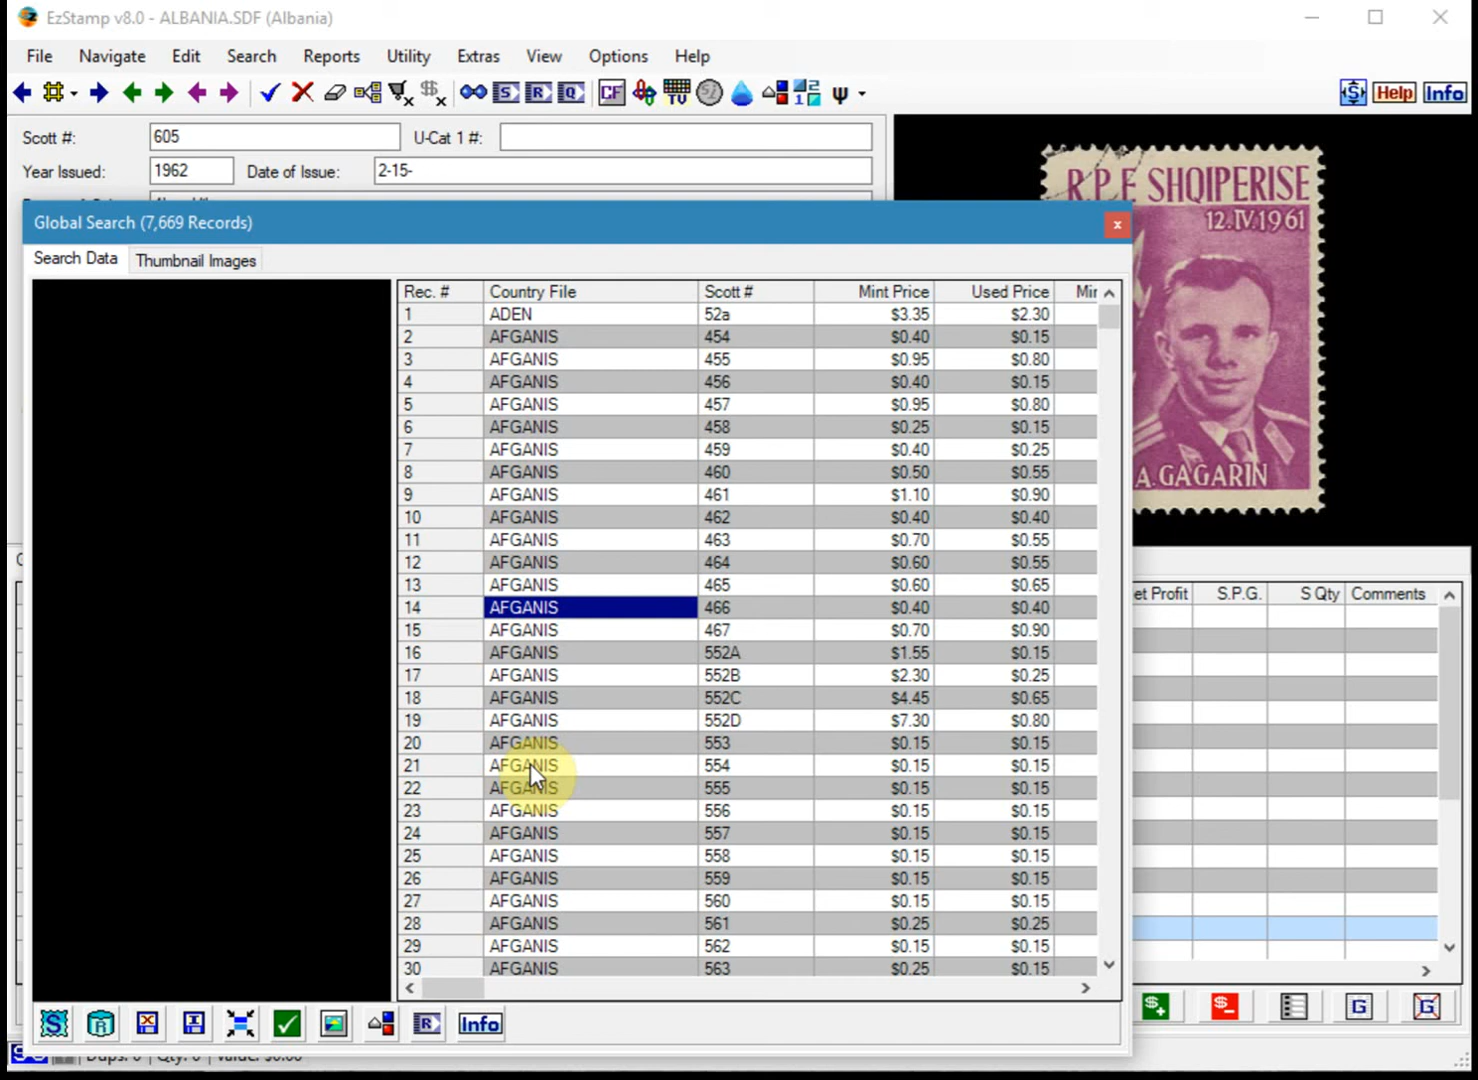 EzStamp v8.0 - ALBANIA.SDF (Albania)
File Navigate Edit Search Reports Utility Extras View Options Help
S R Q CF TV Help Info
Scott #: 605 U-Cat 1 #:
Year Issued: 1962 Date of Issue: 2-15-
R.P.E SHQIPERISE
12.IV.1961
A.GAGARIN
Global Search (7,669 Records)
Search Data Thumbnail Images
Rec. # Country File Scott # Mint Price Used Price Mir
1 ADEN 52a $3.35 $2.30
2 AFGANIS 454 $0.40 $0.15
3 AFGANIS 455 $0.95 $0.80
4 AFGANIS 456 $0.40 $0.15
5 AFGANIS 457 $0.95 $0.80
6 AFGANIS 458 $0.25 $0.15
7 AFGANIS 459 $0.40 $0.25
8 AFGANIS 460 $0.50 $0.55
9 AFGANIS 461 $1.10 $0.90
10 AFGANIS 462 $0.40 $0.40
11 AFGANIS 463 $0.70 $0.55
12 AFGANIS 464 $0.60 $0.55
13 AFGANIS 465 $0.60 $0.65
14 AFGANIS 466 $0.40 $0.40
15 AFGANIS 467 $0.70 $0.90
16 AFGANIS 552A $1.55 $0.15
17 AFGANIS 552B $2.30 $0.25
18 AFGANIS 552C $4.45 $0.65
19 AFGANIS 552D $7.30 $0.80
20 AFGANIS 553 $0.15 $0.15
21 AFGANIS 554 $0.15 $0.15
22 AFGANIS 555 $0.15 $0.15
23 AFGANIS 556 $0.15 $0.15
24 AFGANIS 557 $0.15 $0.15
25 AFGANIS 558 $0.15 $0.15
26 AFGANIS 559 $0.15 $0.15
27 AFGANIS 560 $0.15 $0.15
28 AFGANIS 561 $0.25 $0.25
29 AFGANIS 562 $0.15 $0.15
30 AFGANIS 563 $0.25 $0.15
et Profit S.P.G. S Qty Comments
S R R Info
G G
Dups: 0 Qty: 0 Value: $0.00